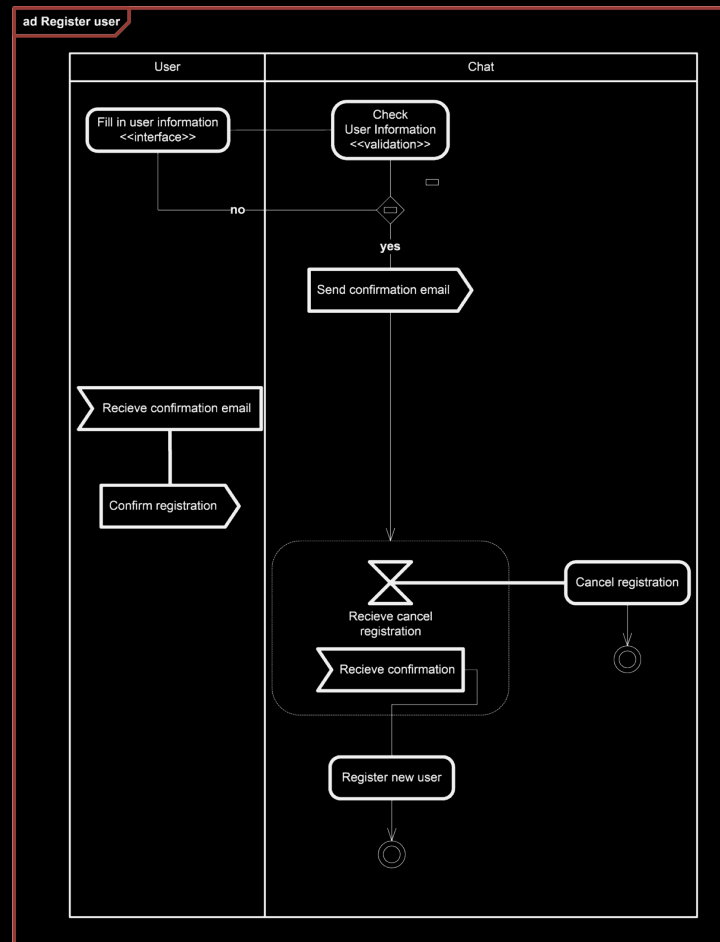 ad Register user
User
Chat
Fill in user information
<<interface>>
Check
User Information
<<validation>>
no
yes
Send confirmation email
Recieve confirmation email
Confirm registration
Cancel registration
Recieve cancel
registration
Recieve confirmation
Register new user